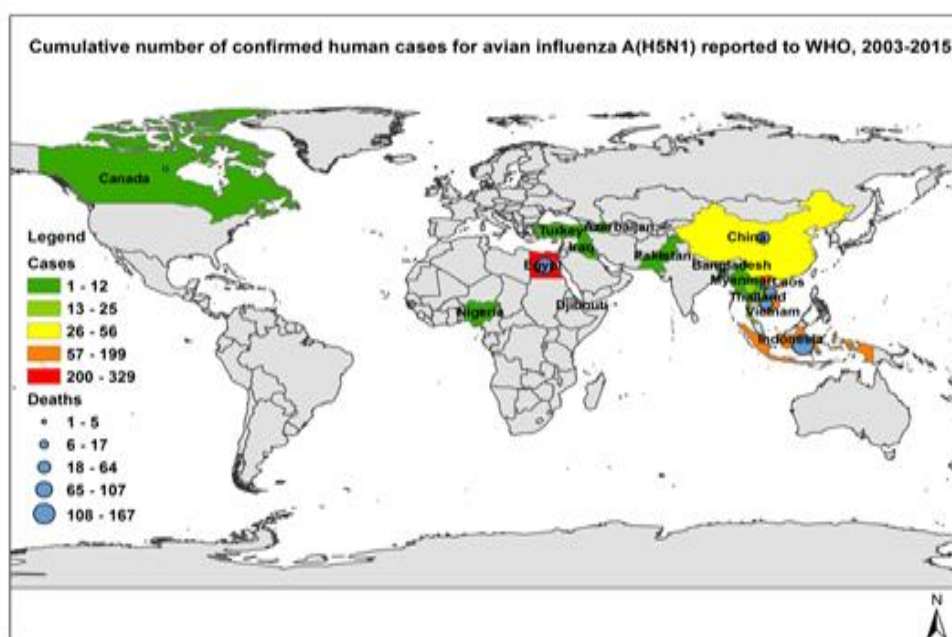 Cumulative number of confirmed human cases for avian influenza A(H5N1) reported to WHO, 2003-2015
Canada
Turkey
Azerbaijan
Iraq
Pakistan
China
Egypt
Bangladesh
Myanmar
Laos
Thailand
Vietnam
Djibouti
Nigeria
Indonesia
Legend
Cases
1 - 12
13 - 25
26 - 56
57 - 199
200 - 329
Deaths
1 - 5
6 - 17
18 - 64
65 - 107
108 - 167
N